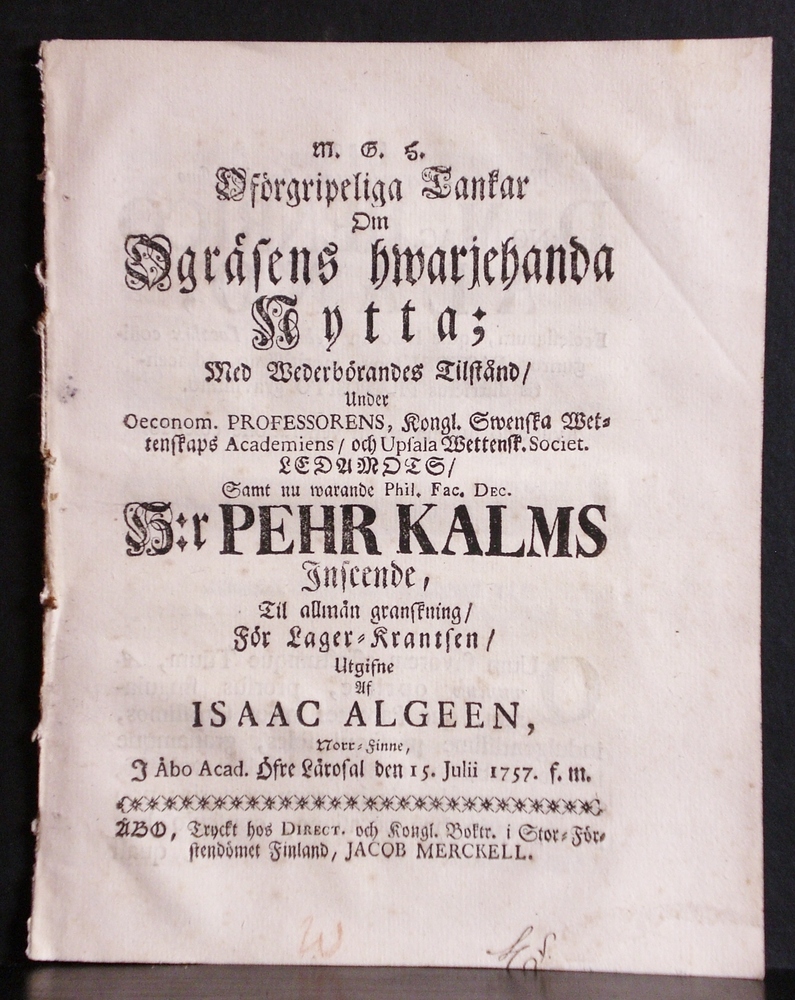 M. G. H.
Oförgripeliga Tankar
Om
Ogräsens hwarjehanda
Nytta;
Med Wederbörandes Tilstånd/
Under
Oeconom. PROFESSORENS, Kongl. Swenska Wet=
tenskaps Academiens/ och Upsala Wettensk. Societ.
LEDAMOTS/
Samt nu warande Phil. Fac. DEC.
H:r PEHR KALMS
Inseende,
Til allmän granskning/
För Lager=Krantsen/
Utgifne
Af
ISAAC ALGEEN,
Norr=Finne,
I Åbo Acad. Öfre Lärosal den 15. Julii 1757. f. m.
ÅBO, Tryckt hos DIRECT. och Kongl. Boktr. i Stor=För=
stendömet Finland, JACOB MERCKELL.